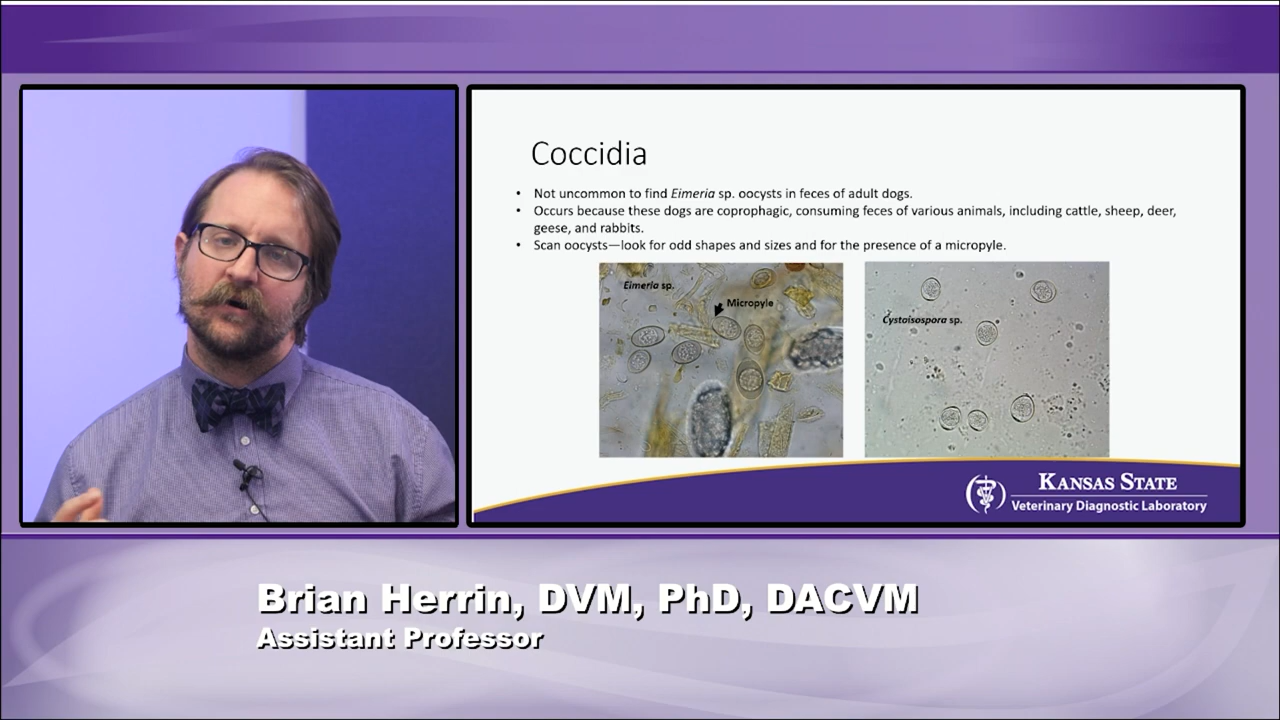 Coccidia
• Not uncommon to find Eimeria sp. oocysts in feces of adult dogs.
• Occurs because these dogs are coprophagic, consuming feces of various animals, including cattle, sheep, deer,
geese, and rabbits.
• Scan oocysts—look for odd shapes and sizes and for the presence of a micropyle.
Eimeria sp.
Micropyle
Cystoisospora sp.
KANSAS STATE
Veterinary Diagnostic Laboratory
Brian Herrin, DVM, PhD, DACVM
Assistant Professor